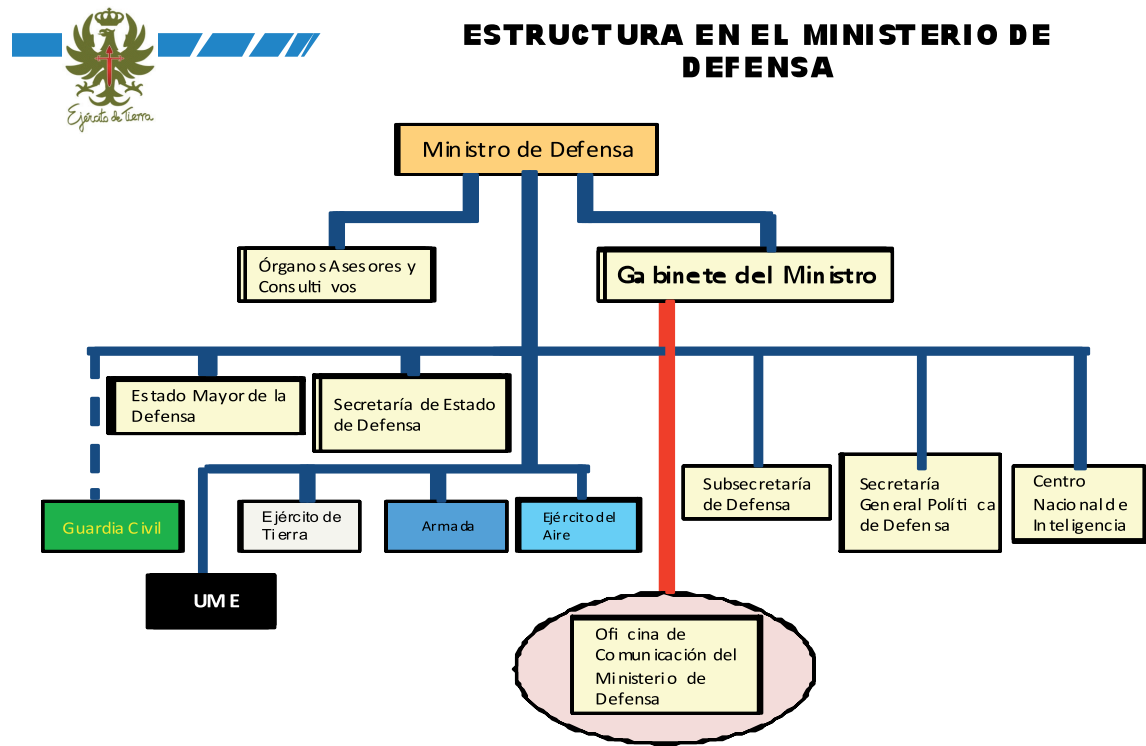 ESTRUCTURA EN EL MINISTERIO DE
DEFENSA
Ejército de Tierra
Ministro de Defensa
Órganos Asesores y
Consultivos
Gabinete del Ministro
Estado Mayor de la
Defensa
Secretaría de Estado
de Defensa
Subsecretaría
de Defensa
Secretaría
General Política
de Defensa
Centro
Nacional de
Inteligencia
Guardia Civil
Ejército de
Tierra
Armada
Ejército del
Aire
UME
Oficina de
Comunicación del
Ministerio de
Defensa